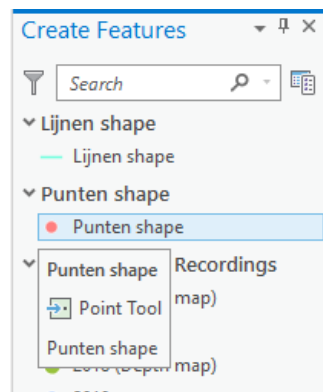 Create Features
Search
Lijnen shape
Lijnen shape
Punten shape
Punten shape
Punten shape
Recordings
Point Tool
map)
Punten shape
map)